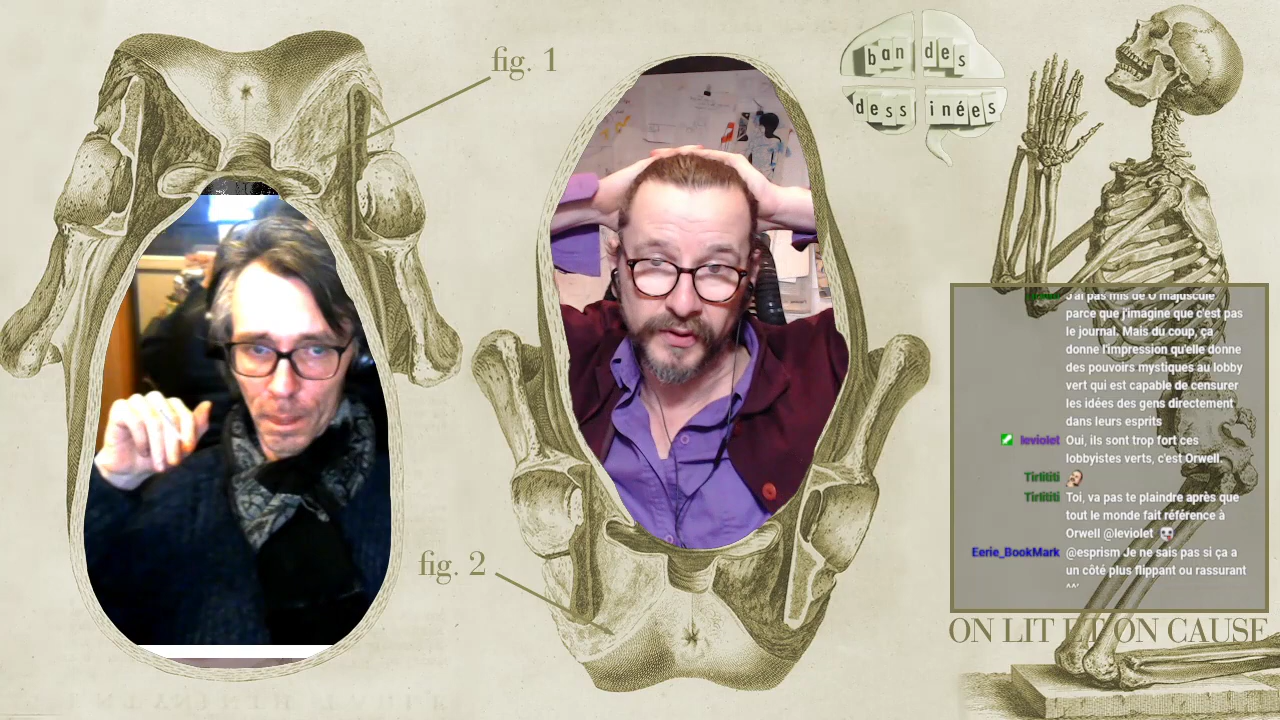 fig. 1
ban des
dess inées
J'ai pas mis de O majuscule
parce que j'imagine que c'est pas
le journal. Mais du coup, ça
donne l'impression qu'elle donne
des pouvoirs mystiques au lobby
vert qui est capable de censurer
les idées des gens directement
dans leurs esprits
leviolet Oui, ils sont trop fort ces
lobbyistes verts, c'est Orwell.
Tirlititi
Tirlititi Toi, va pas te plaindre après que
tout le monde fait référence à
Orwell @leviolet
Eerie_BookMark @esprism Je ne sais pas si ça a
un côté plus flippant ou rassurant
^^'
fig. 2
ON LIT ET ON CAUSE